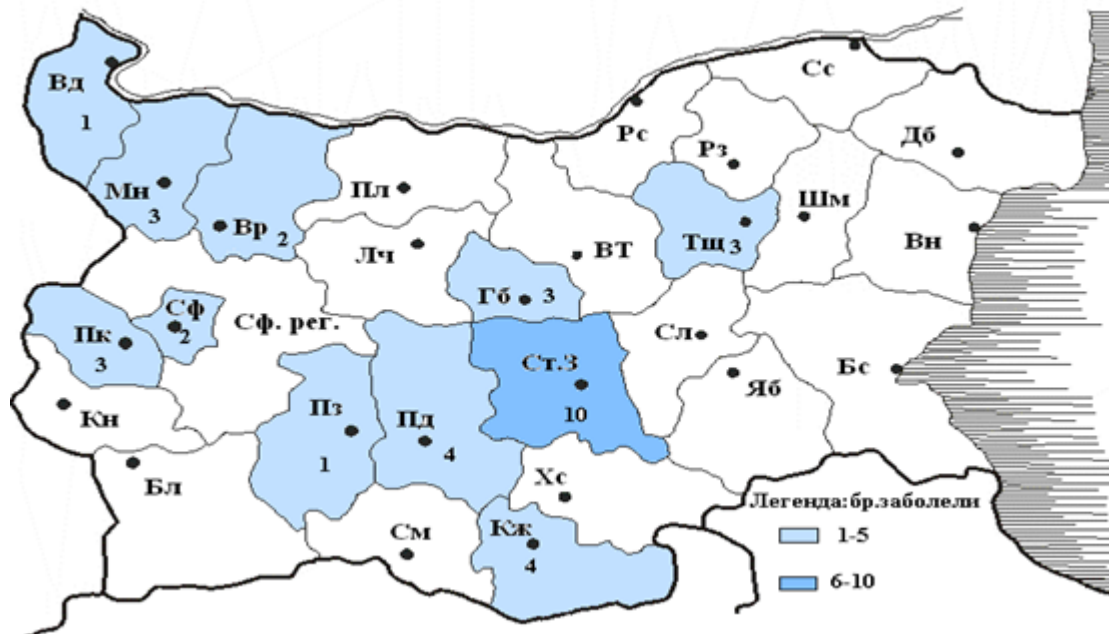 Вд
1
Мн
3
Вр 2
Пл
Лч
Рс
Сс
Рз
Дб
Тщ 3
Шм
Вн
ВТ
Гб 3
Пк
3
Сф
2
Сф. рег.
Ст.З
10
Сл
Яб
Бс
Кн
Пз
1
Пд
4
Бл
Хс
См
Кж
4
Легенда:бр.заболели
1-5
6-10